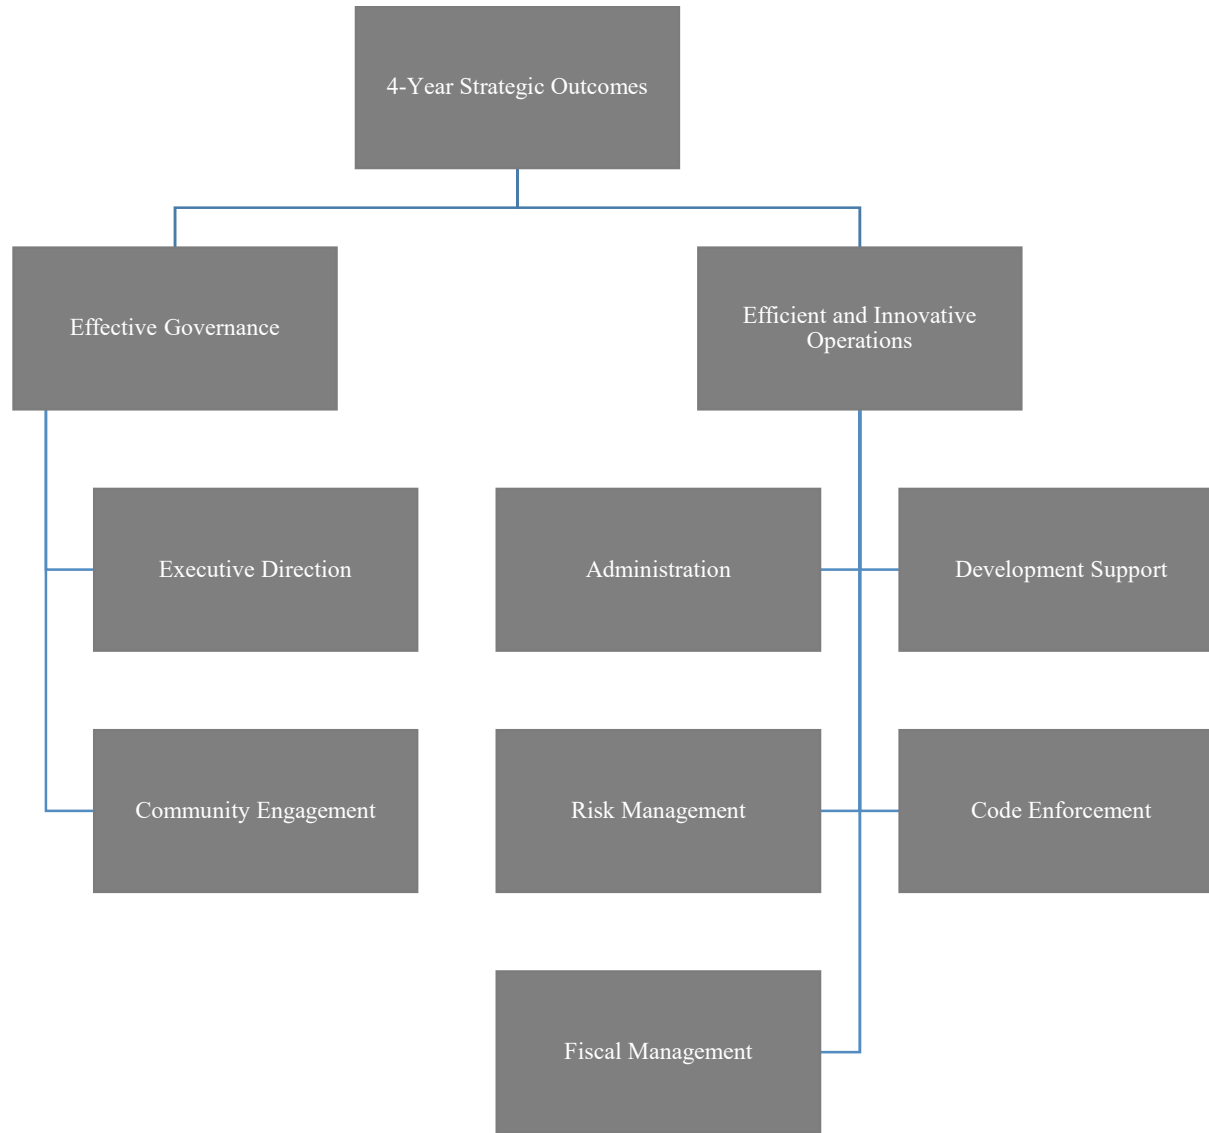 4-Year Strategic Outcomes
Effective Governance
Efficient and Innovative
Operations
Executive Direction
Administration
Development Support
Community Engagement
Risk Management
Code Enforcement
Fiscal Management